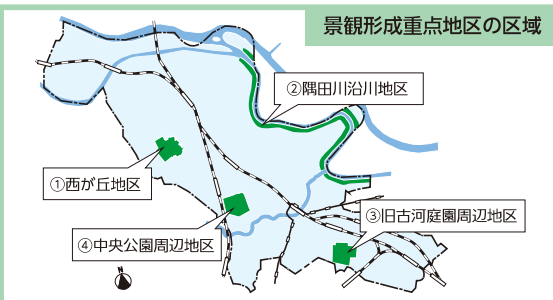 景観形成重点地区の区域
②隅田川沿川地区
①西が丘地区
③旧古河庭園周辺地区
④中央公園周辺地区
N